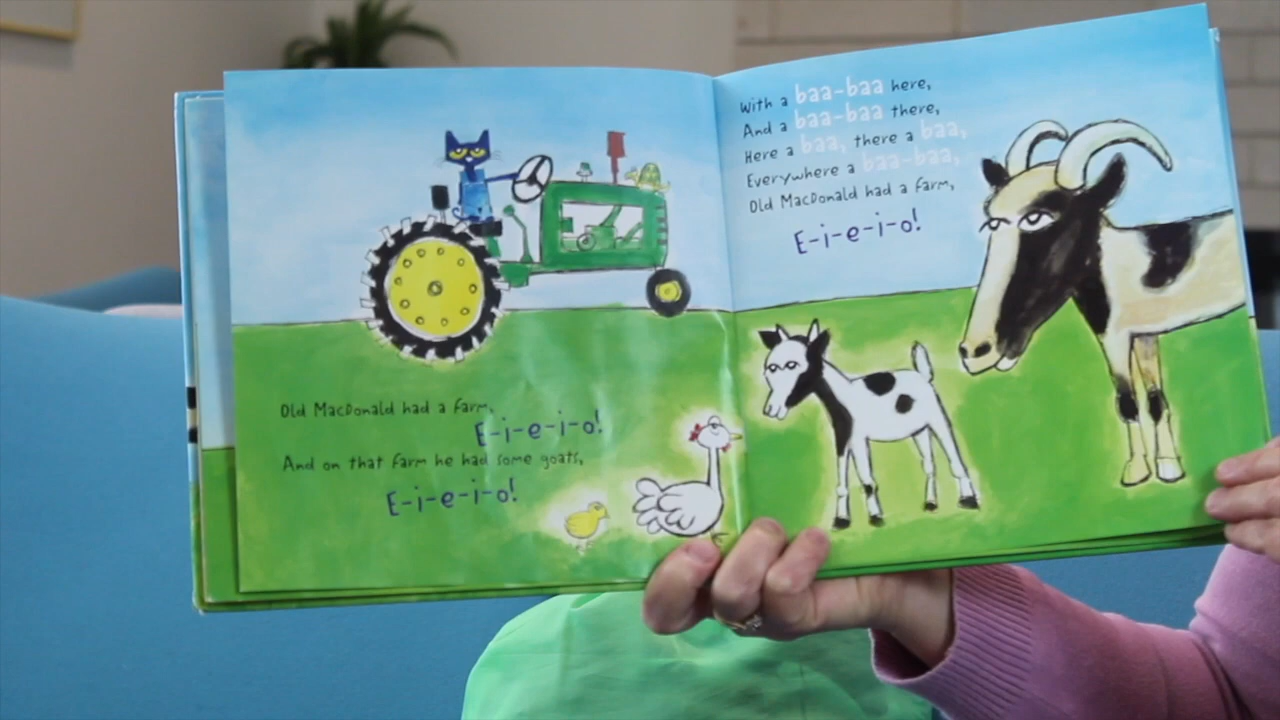 Old MacDonald had a farm,
E-i-e-i-o!
And on that farm he had some goats,
E-i-e-i-o!
With a baa-baa here,
And a baa-baa there,
Here a baa, there a baa,
Everywhere a baa-baa,
Old MacDonald had a farm,
E-i-e-i-o!